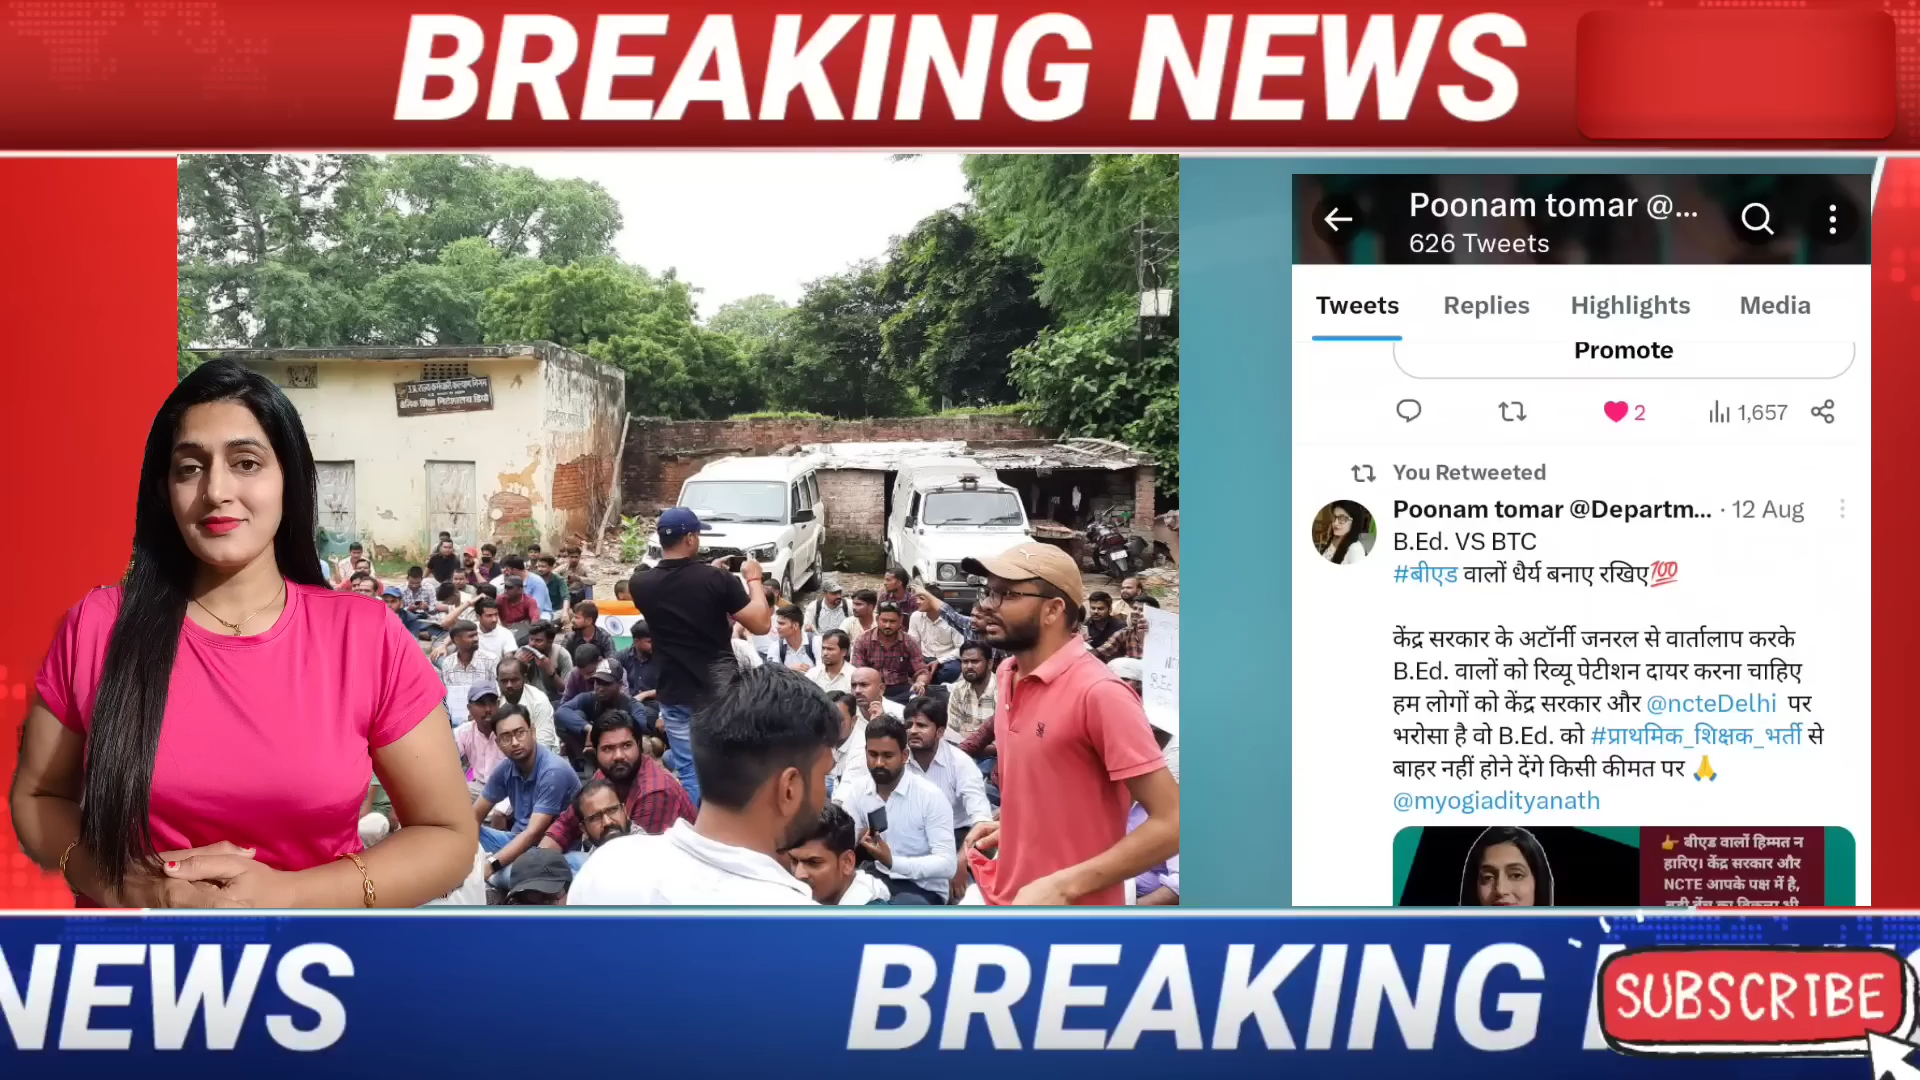 BREAKING NEWS
Poonam tomar @...
626 Tweets
Tweets Replies Highlights Media
Promote
2 1,657
You Retweeted
Poonam tomar @Departm... · 12 Aug
B.Ed. VS BTC
#बीएड वालों धैर्य बनाए रखिए💯
केंद्र सरकार के अटॉर्नी जनरल से वार्तालाप करके
B.Ed. वालों को रिव्यू पेटीशन दायर करना चाहिए
हम लोगों को केंद्र सरकार और @ncteDelhi पर
भरोसा है वो B.Ed. को #प्राथमिक_शिक्षक_भर्ती से
बाहर नहीं होने देंगे किसी कीमत पर 🙏
@myogiadityanath
👉 बीएड वालों हिम्मत न
हारिए। केंद्र सरकार और
NCTE आपके पक्ष में है,
NEWS BREAKING
SUBSCRIBE